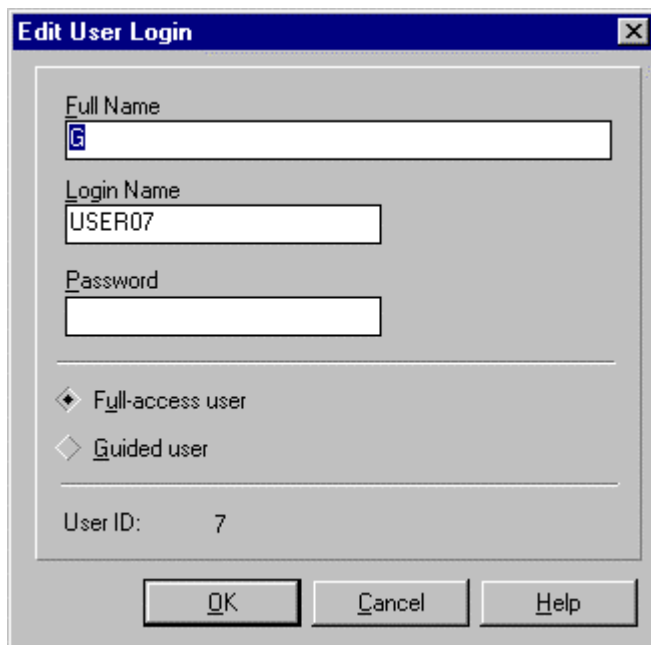 Edit User Login
Full Name
G
Login Name
USER07
Password
Full-access user
Guided user
User ID: 7
OK Cancel Help